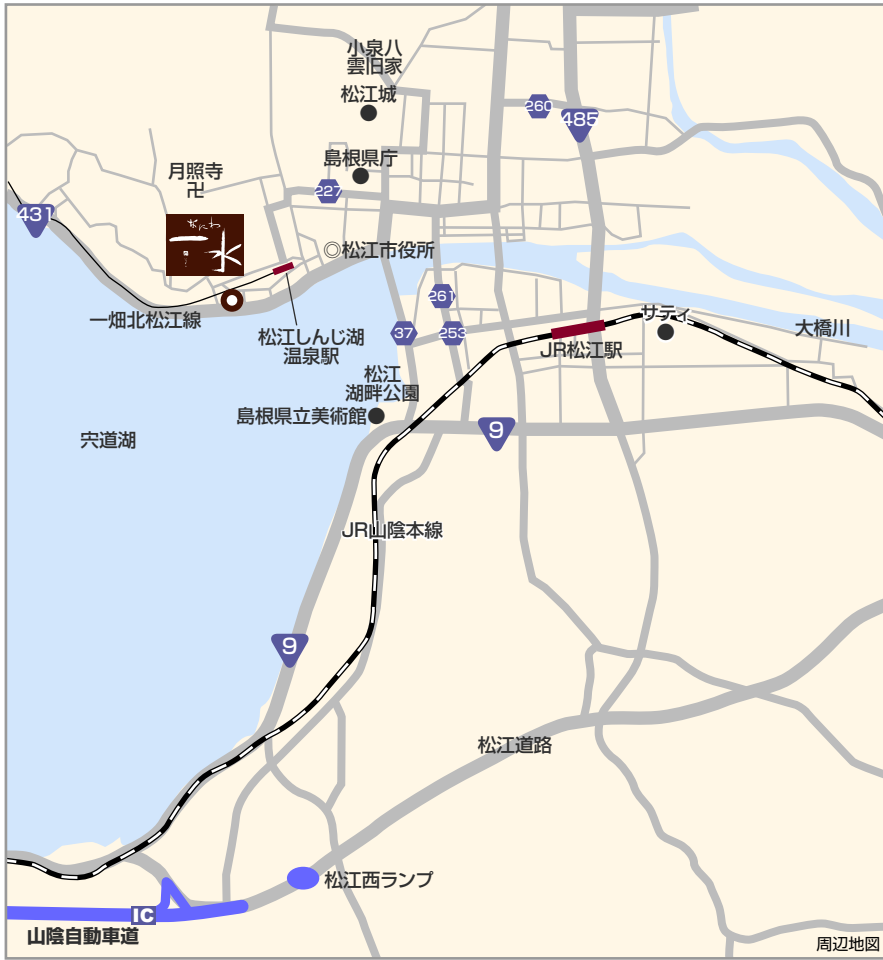 小泉八
雲旧家
松江城
260
485
島根県庁
月照寺
卍
227
431
なにわ
一水
◎松江市役所
261
一畑北松江線
松江しんじ湖
温泉駅
37
253
サティ
大橋川
JR松江駅
松江
湖畔公園
島根県立美術館
9
宍道湖
JR山陰本線
9
松江道路
松江西ランプ
IC
山陰自動車道
周辺地図